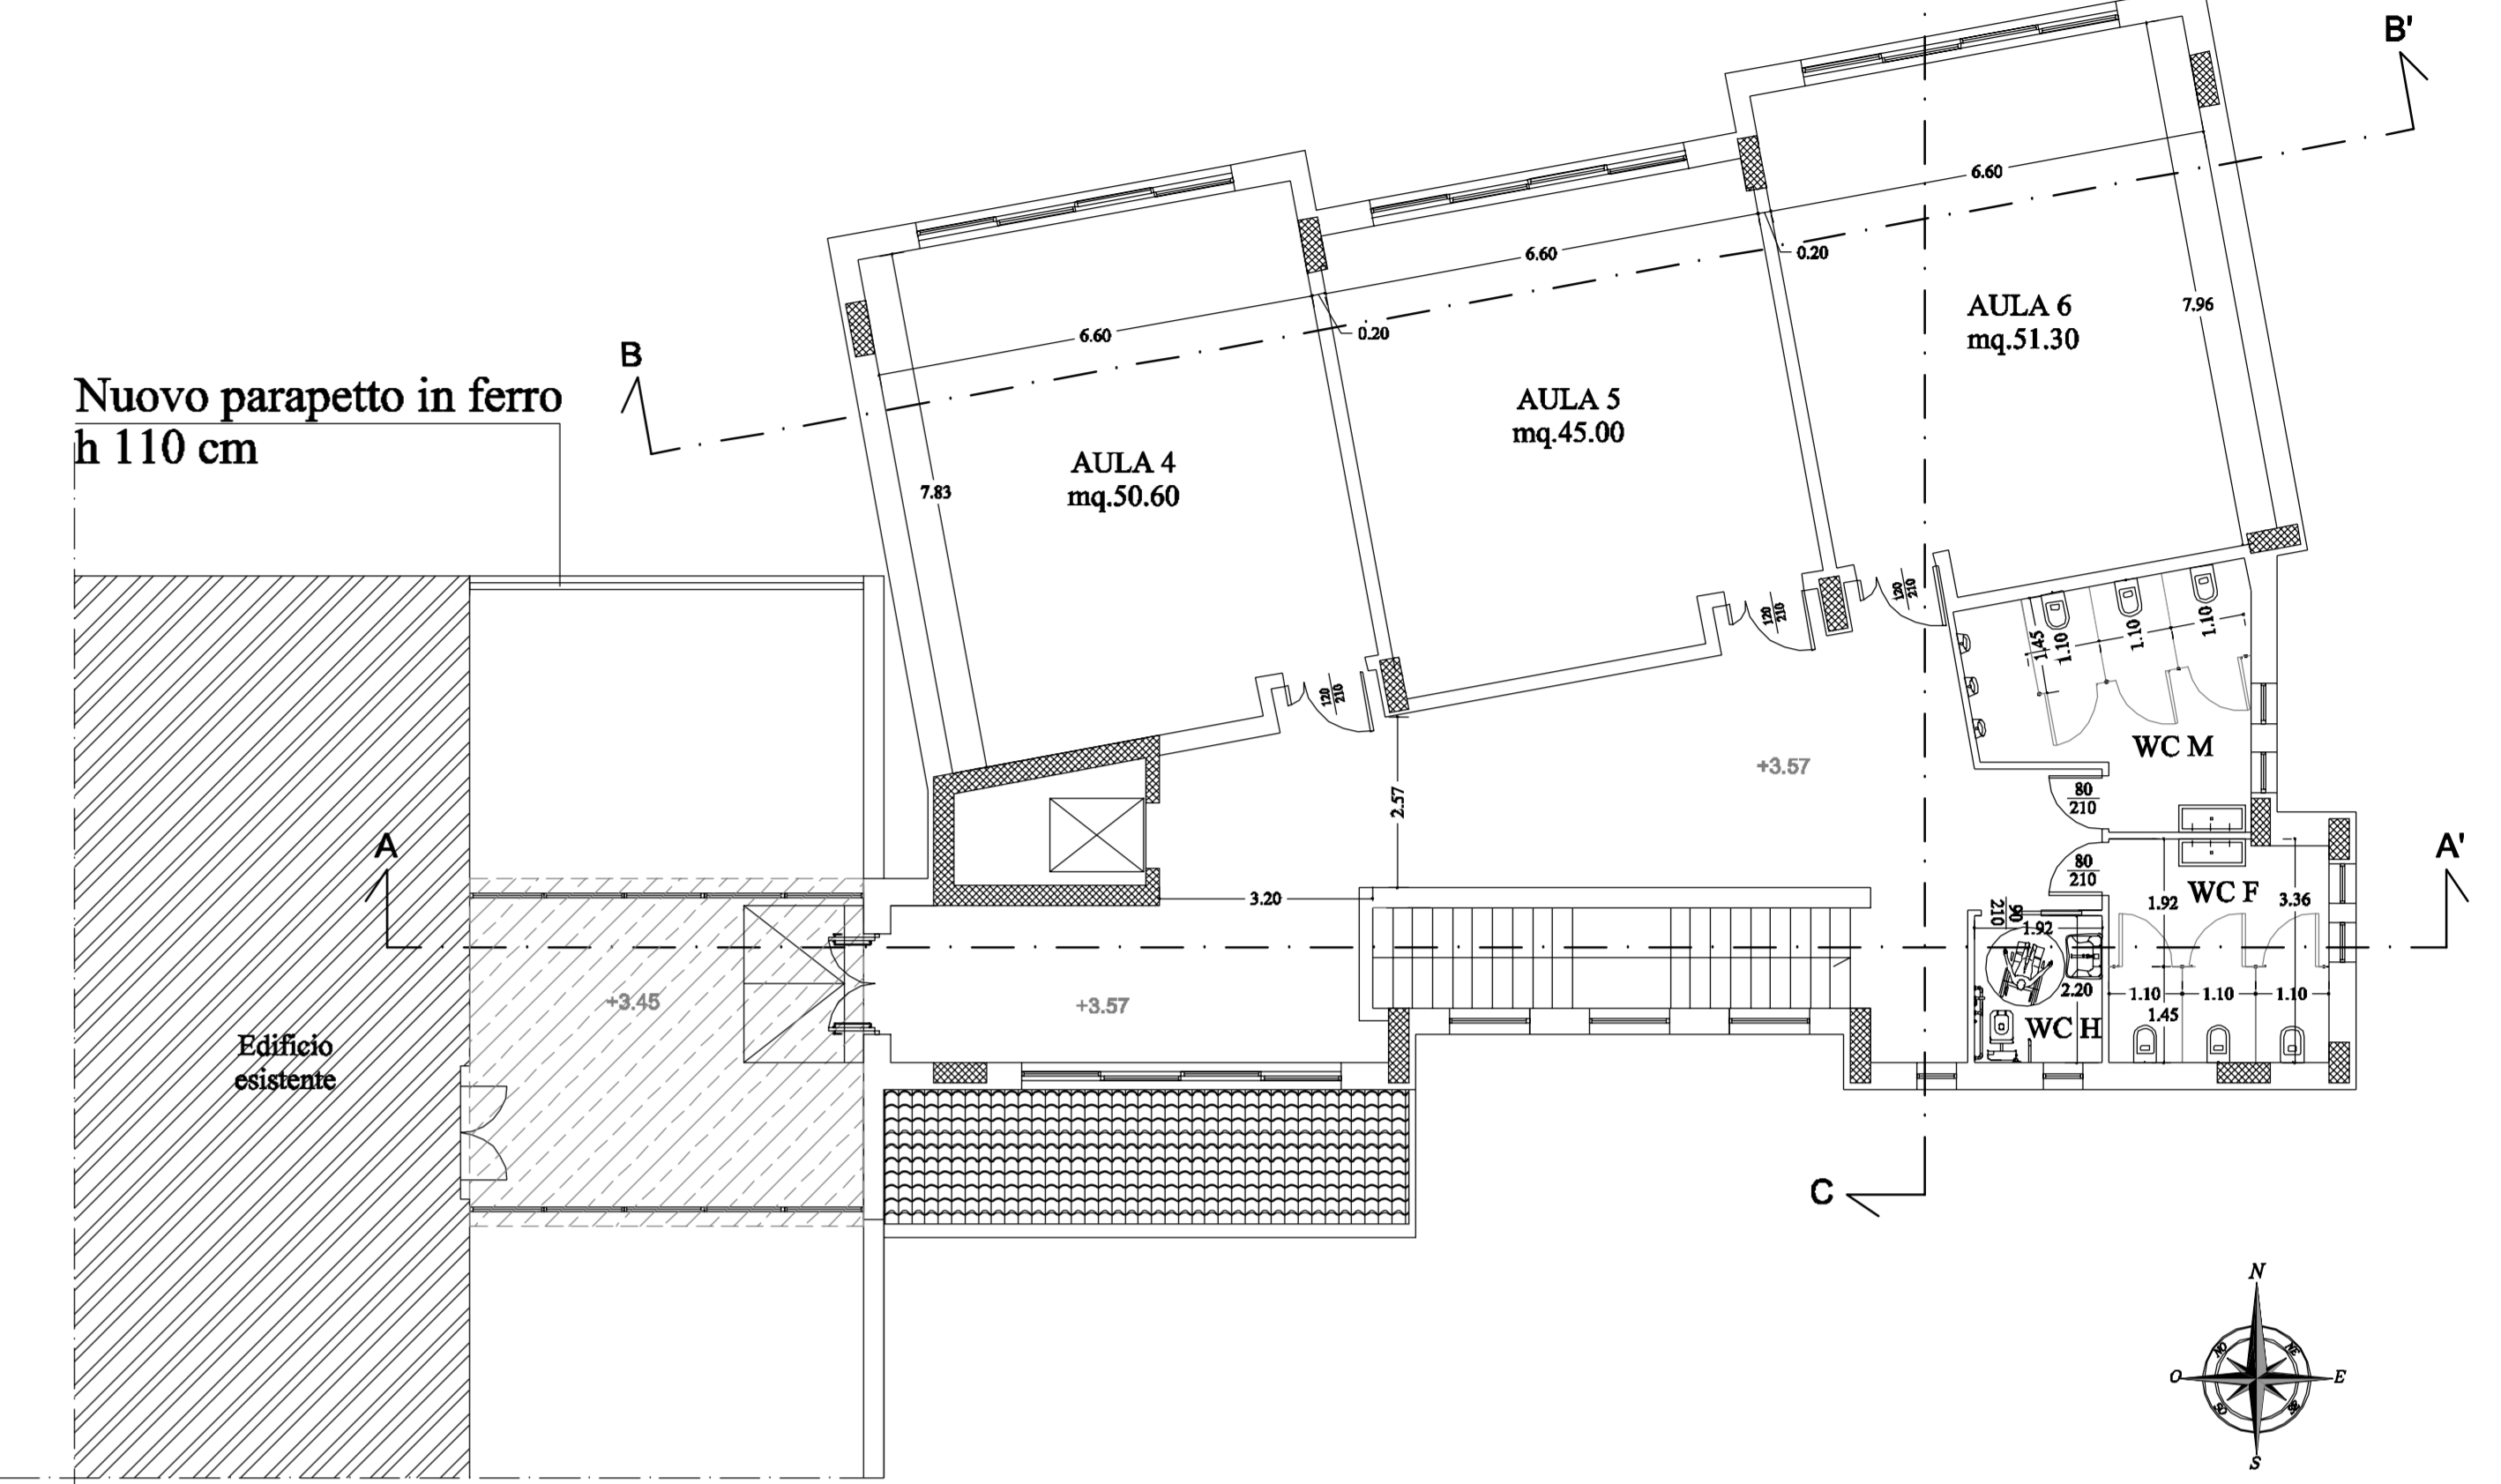 B'
6.60
6.60
0.20
AULA 6
mq.51.30
7.96
6.60
0.20
B
Nuovo parapetto in ferro
h 110 cm
AULA 5
mq.45.00
AULA 4
mq.50.60
7.83
120
210
120
210
120
210
1.45
1.10
1.10
1.10
WC M
+3.57
2.57
80
210
A
A'
80
210
WC F
3.20
1.92
3.36
90
210
1.92
+3.45
+3.57
2.20
1.10
1.10
1.10
1.45
WC H
Edificio
esistente
C
N
NO
NE
O
E
SO
SE
S